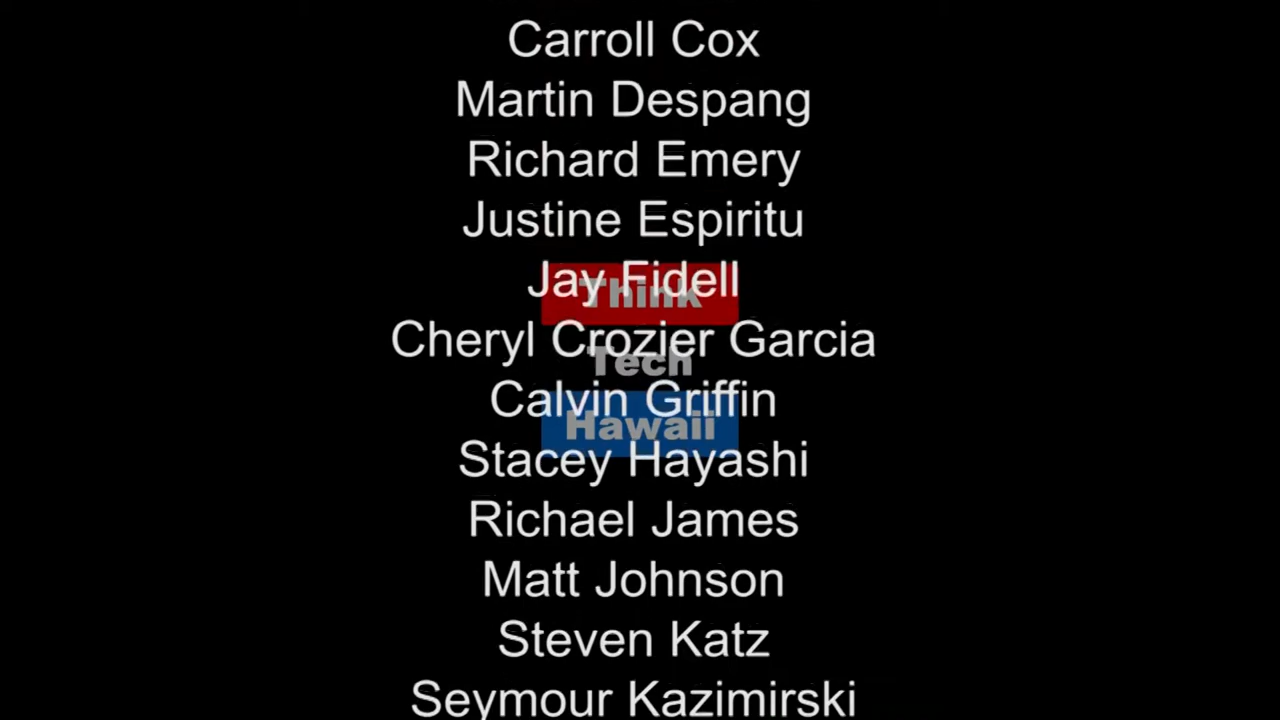 Carroll Cox
Martin Despang
Richard Emery
Justine Espiritu
Jay Fidell
Think
Cheryl Crozier Garcia
Tech
Calvin Griffin
Hawaii
Stacey Hayashi
Richael James
Matt Johnson
Steven Katz
Seymour Kazimirski